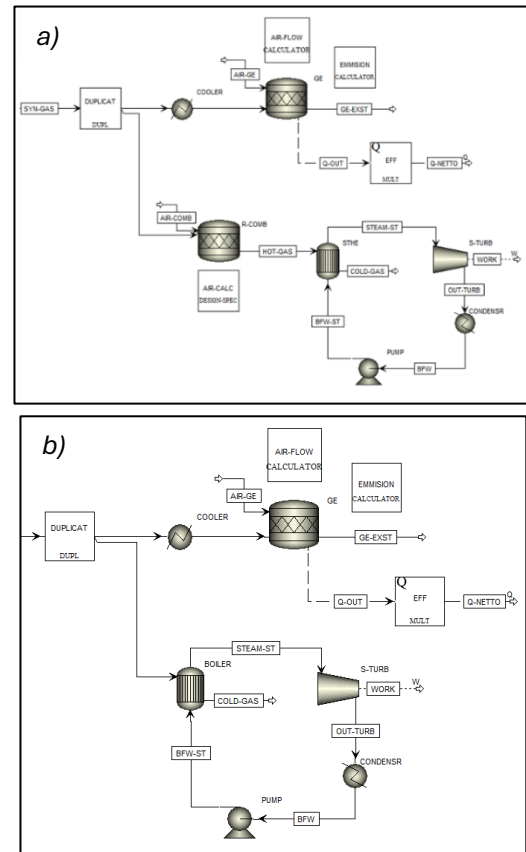 a)
AIR-FLOW
CALCULATOR
EMMISION
CALCULATOR
GE
AIR-GE
COOLER
SYN-GAS
DUPLICAT
DUPL
GE-EXST
Q
Q-OUT
EFF
Q-NETTO
Q
MULT
AIR-COMB
R-COMB
STEAM-ST
HOT-GAS
STHE
S-TURB
COLD-GAS
WORK
W
AIR-CALC
DESIGN-SPEC
OUT-TURB
BFW-ST
CONDENSR
PUMP
BFW
b)
AIR-FLOW
CALCULATOR
EMMISION
CALCULATOR
AIR-GE
GE
COOLER
DUPLICAT
DUPL
GE-EXST
Q
Q-OUT
EFF
Q-NETTO
Q
MULT
STEAM-ST
BOILER
S-TURB
COLD-GAS
WORK
W
OUT-TURB
BFW-ST
CONDENSR
PUMP
BFW